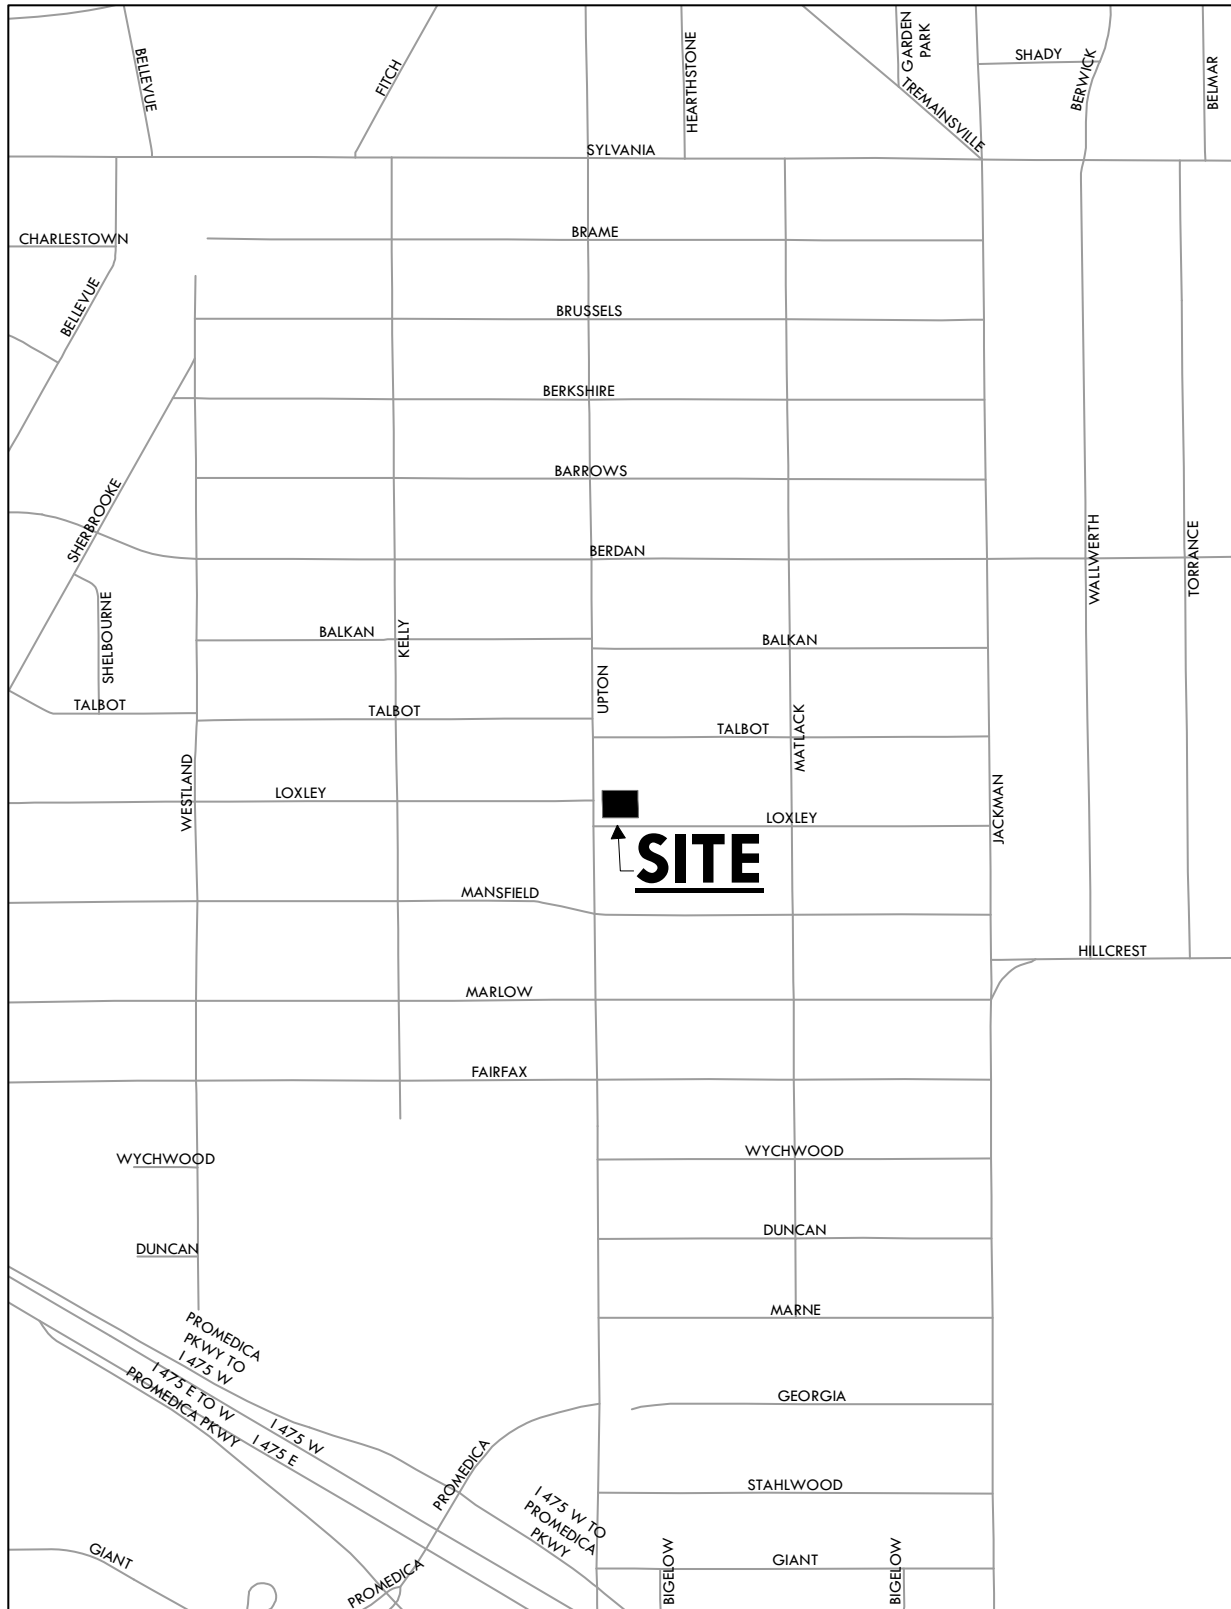 BELLEVUE
FITCH
HEARTHSTONE
GARDEN
PARK
TREMAINSVILLE
SHADY
BERWICK
BELMAR
SYLVANIA
CHARLESTOWN
BRAME
BELLEVUE
BRUSSELS
BERKSHIRE
BARROWS
SHERBROOKE
BERDAN
WALLWERTH
TORRANCE
SHELBOURNE
BALKAN
KELLY
BALKAN
UPTON
TALBOT
TALBOT
TALBOT
MATLACK
WESTLAND
LOXLEY
LOXLEY
JACKMAN
SITE
MANSFIELD
HILLCREST
MARLOW
FAIRFAX
WYCHWOOD
WYCHWOOD
DUNCAN
DUNCAN
MARNE
PROMEDICA
PKWY TO
I 475 W
I 475 E TO W
PROMEDICA PKWY
I 475 W
I 475 E
GEORGIA
PROMEDICA
STAHLWOOD
I 475 W TO
PROMEDICA
PKWY
GIANT
GIANT
PROMEDICA
BIGELOW
BIGELOW